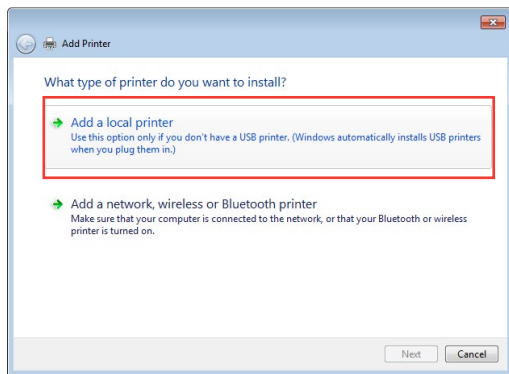 Add Printer
What type of printer do you want to install?
Add a local printer
Use this option only if you don't have a USB printer. (Windows automatically installs USB printers
when you plug them in.)
Add a network, wireless or Bluetooth printer
Make sure that your computer is connected to the network, or that your Bluetooth or wireless
printer is turned on.
Next Cancel